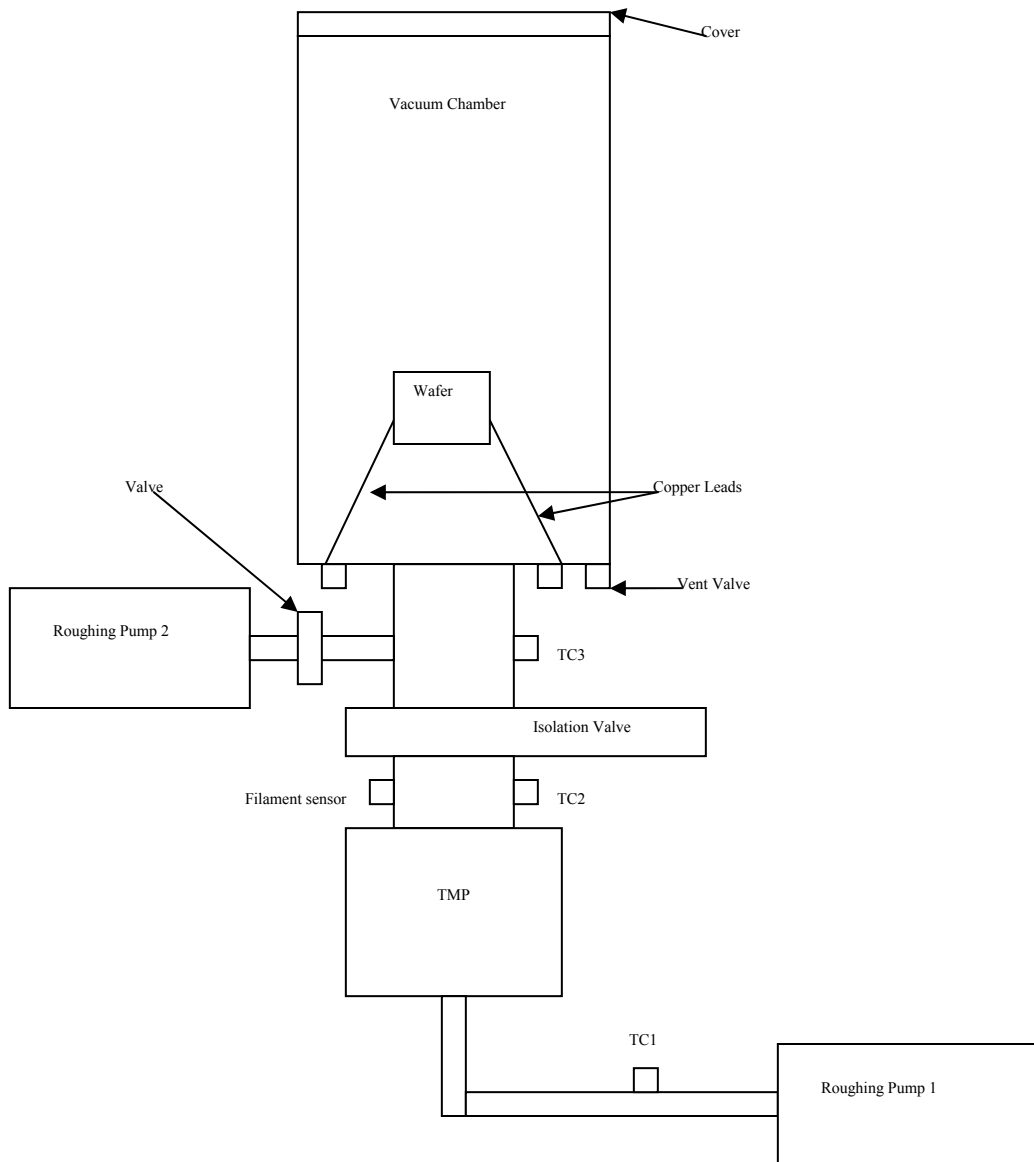 Cover
Vacuum Chamber
Wafer
Valve
Copper Leads
Vent Valve
Roughing Pump 2
TC3
Isolation Valve
Filament sensor
TC2
TMP
TC1
Roughing Pump 1